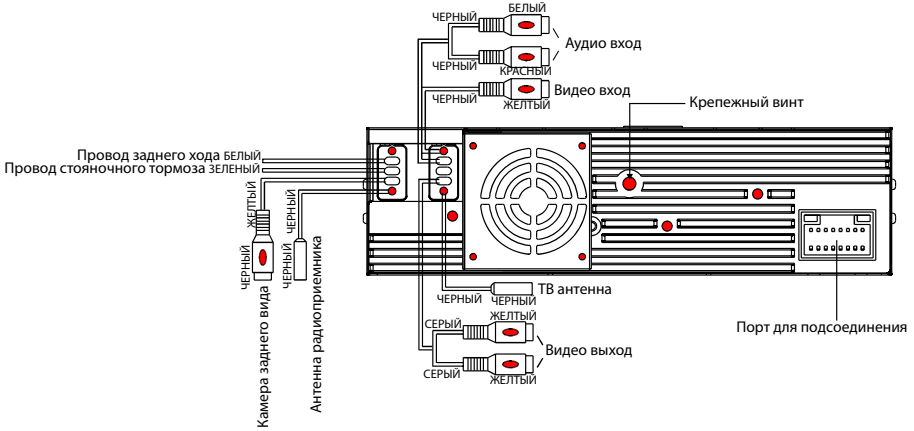 БЕЛЫЙ
ЧЕРНЫЙ
Аудио вход
ЧЕРНЫЙ
КРАСНЫЙ
Видео вход
ЧЕРНЫЙ
ЖЕЛТЫЙ
Крепежный винт
Провод заднего хода БЕЛЫЙ
Провод стояночного тормоза ЗЕЛЕНЫЙ
ЖЕЛТЫЙ
ЧЕРНЫЙ
ЧЕРНЫЙ
ЧЕРНЫЙ
Камера заднего вида
Антенна радиоприемника
ТВ антенна
ЧЕРНЫЙ
ЧЕРНЫЙ
ЖЕЛТЫЙ
СЕРЫЙ
Видео выход
СЕРЫЙ
ЖЕЛТЫЙ
Порт для подсоединения